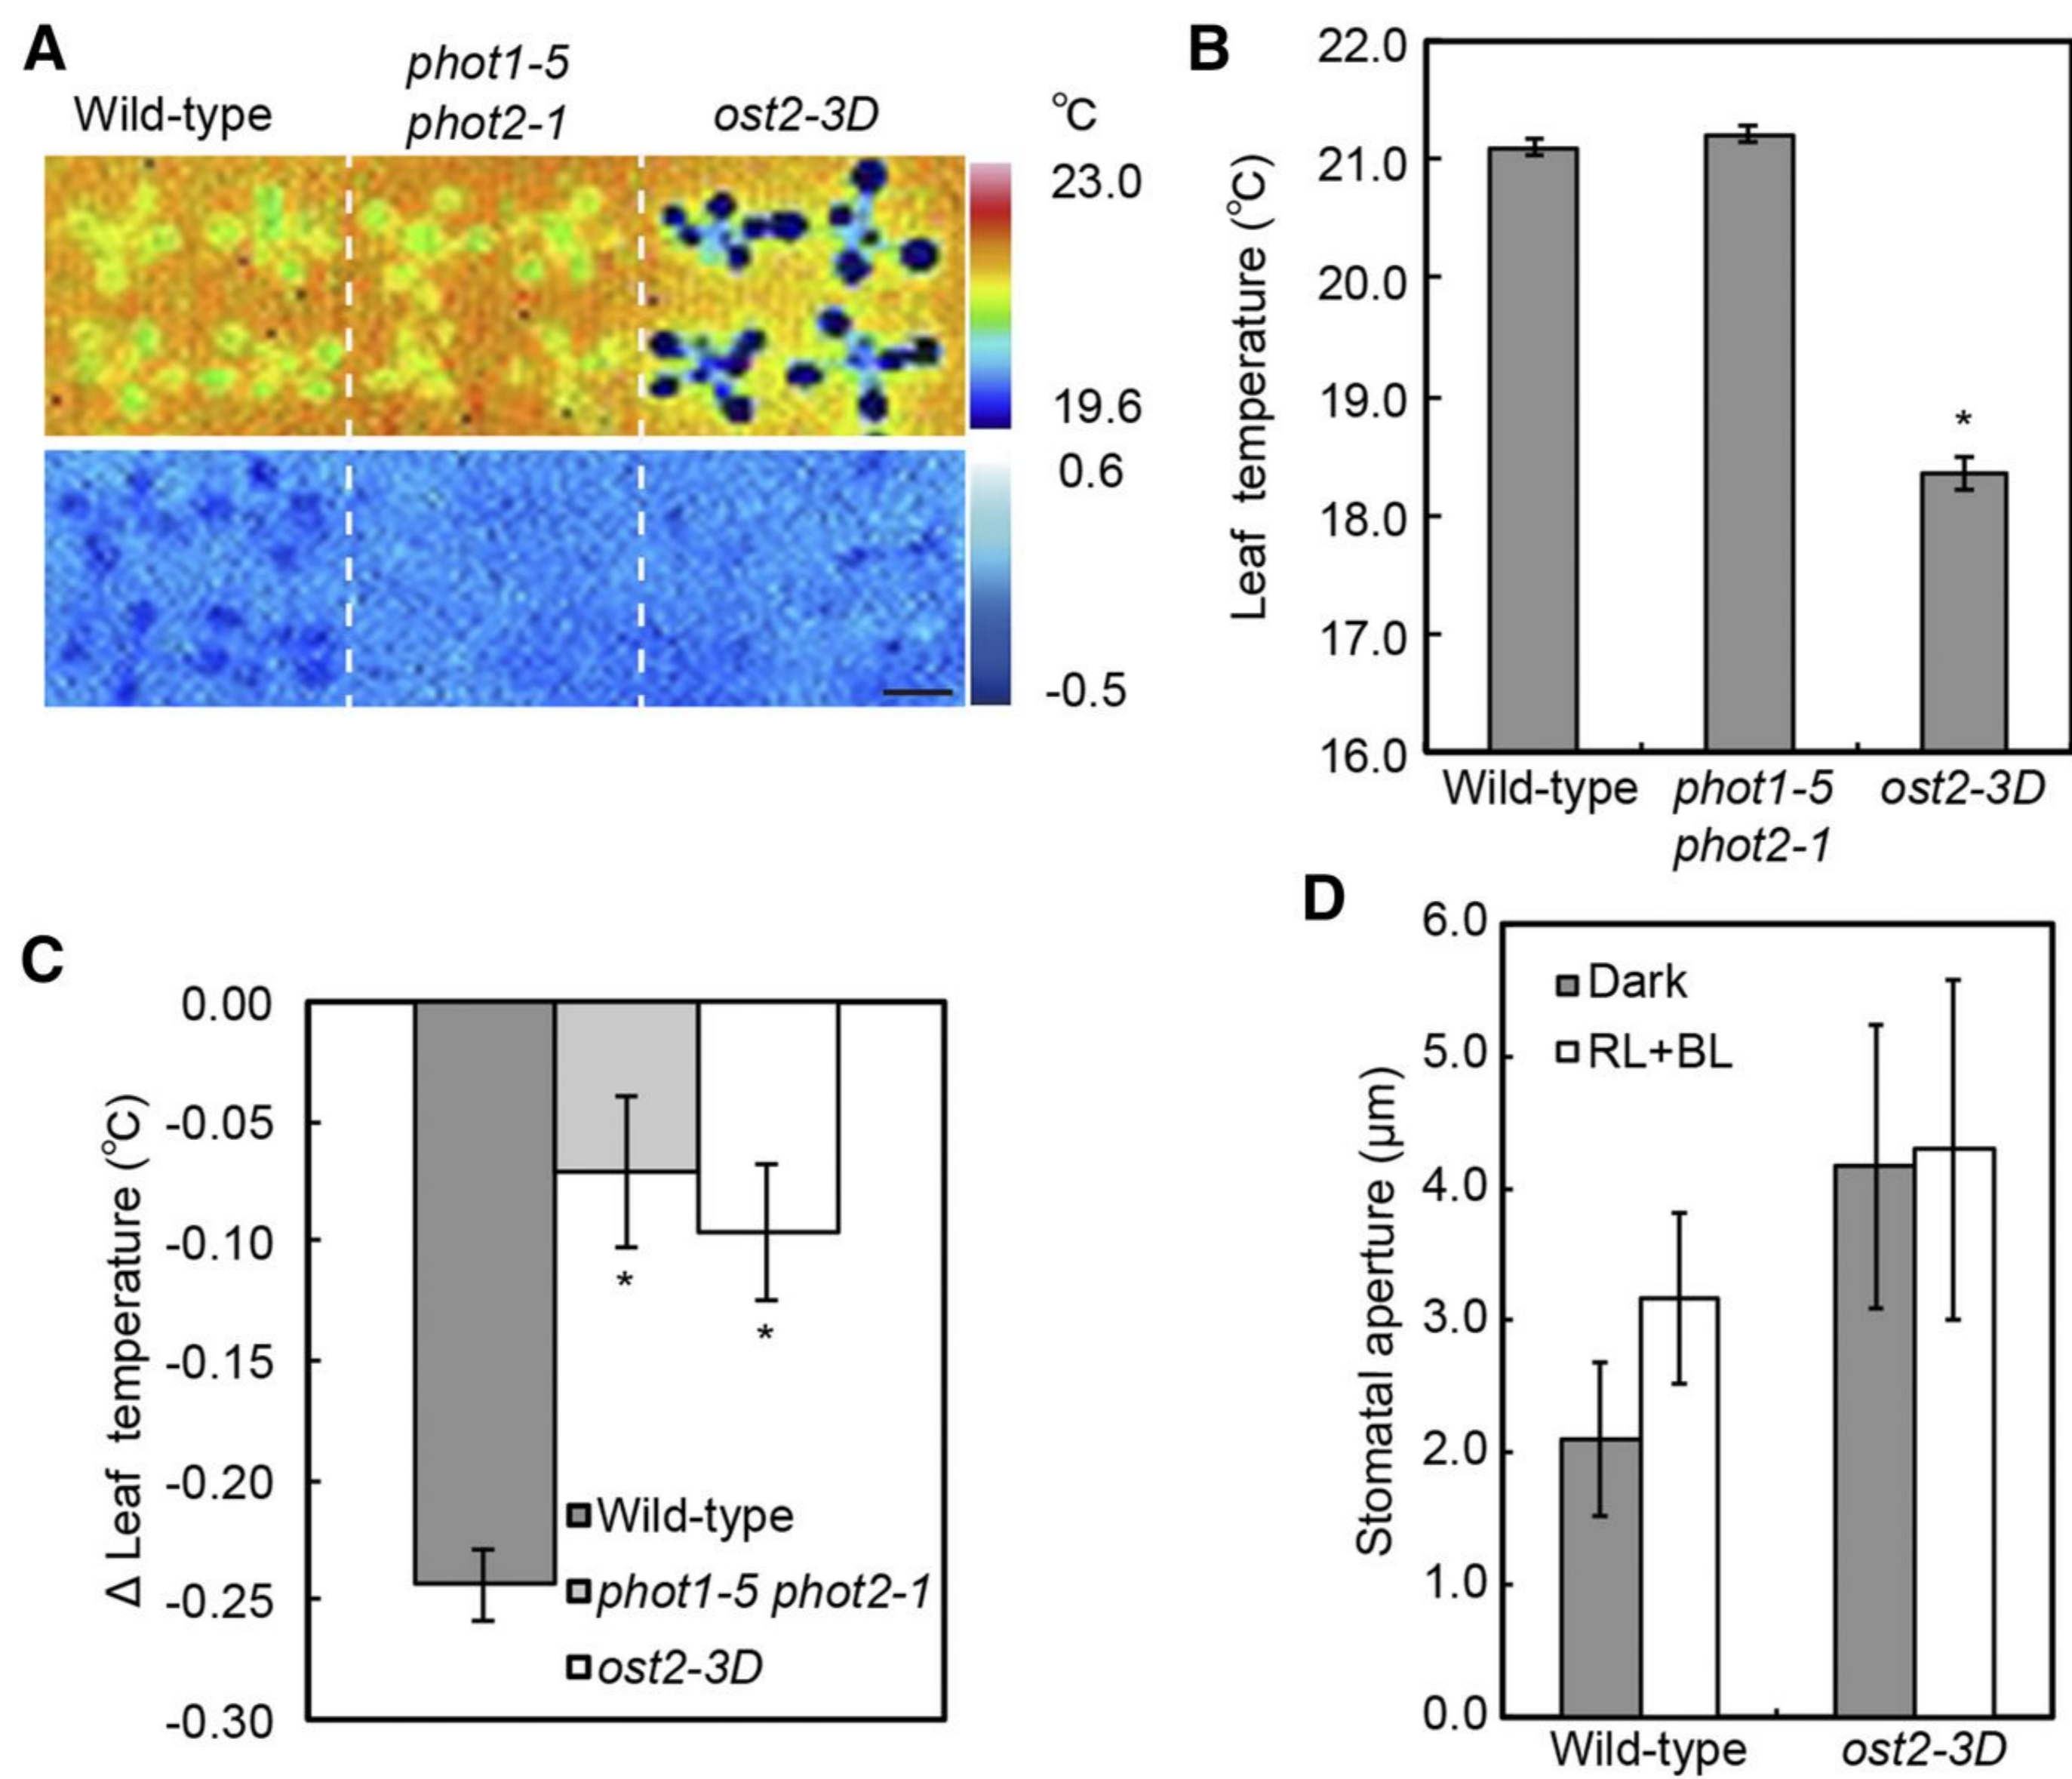 A
Wild-type
phot1-5
phot2-1
ost2-3D
°C
23.0
19.6
0.6
-0.5
B
Leaf temperature (°C)
22.0
21.0
20.0
19.0
18.0
17.0
16.0
*
Wild-type
phot1-5
phot2-1
ost2-3D
C
Δ Leaf temperature (°C)
0.00
-0.05
-0.10
-0.15
-0.20
-0.25
-0.30
*
*
Wild-type
phot1-5 phot2-1
ost2-3D
D
Stomatal aperture (μm)
6.0
5.0
4.0
3.0
2.0
1.0
0.0
Dark
RL+BL
Wild-type
ost2-3D